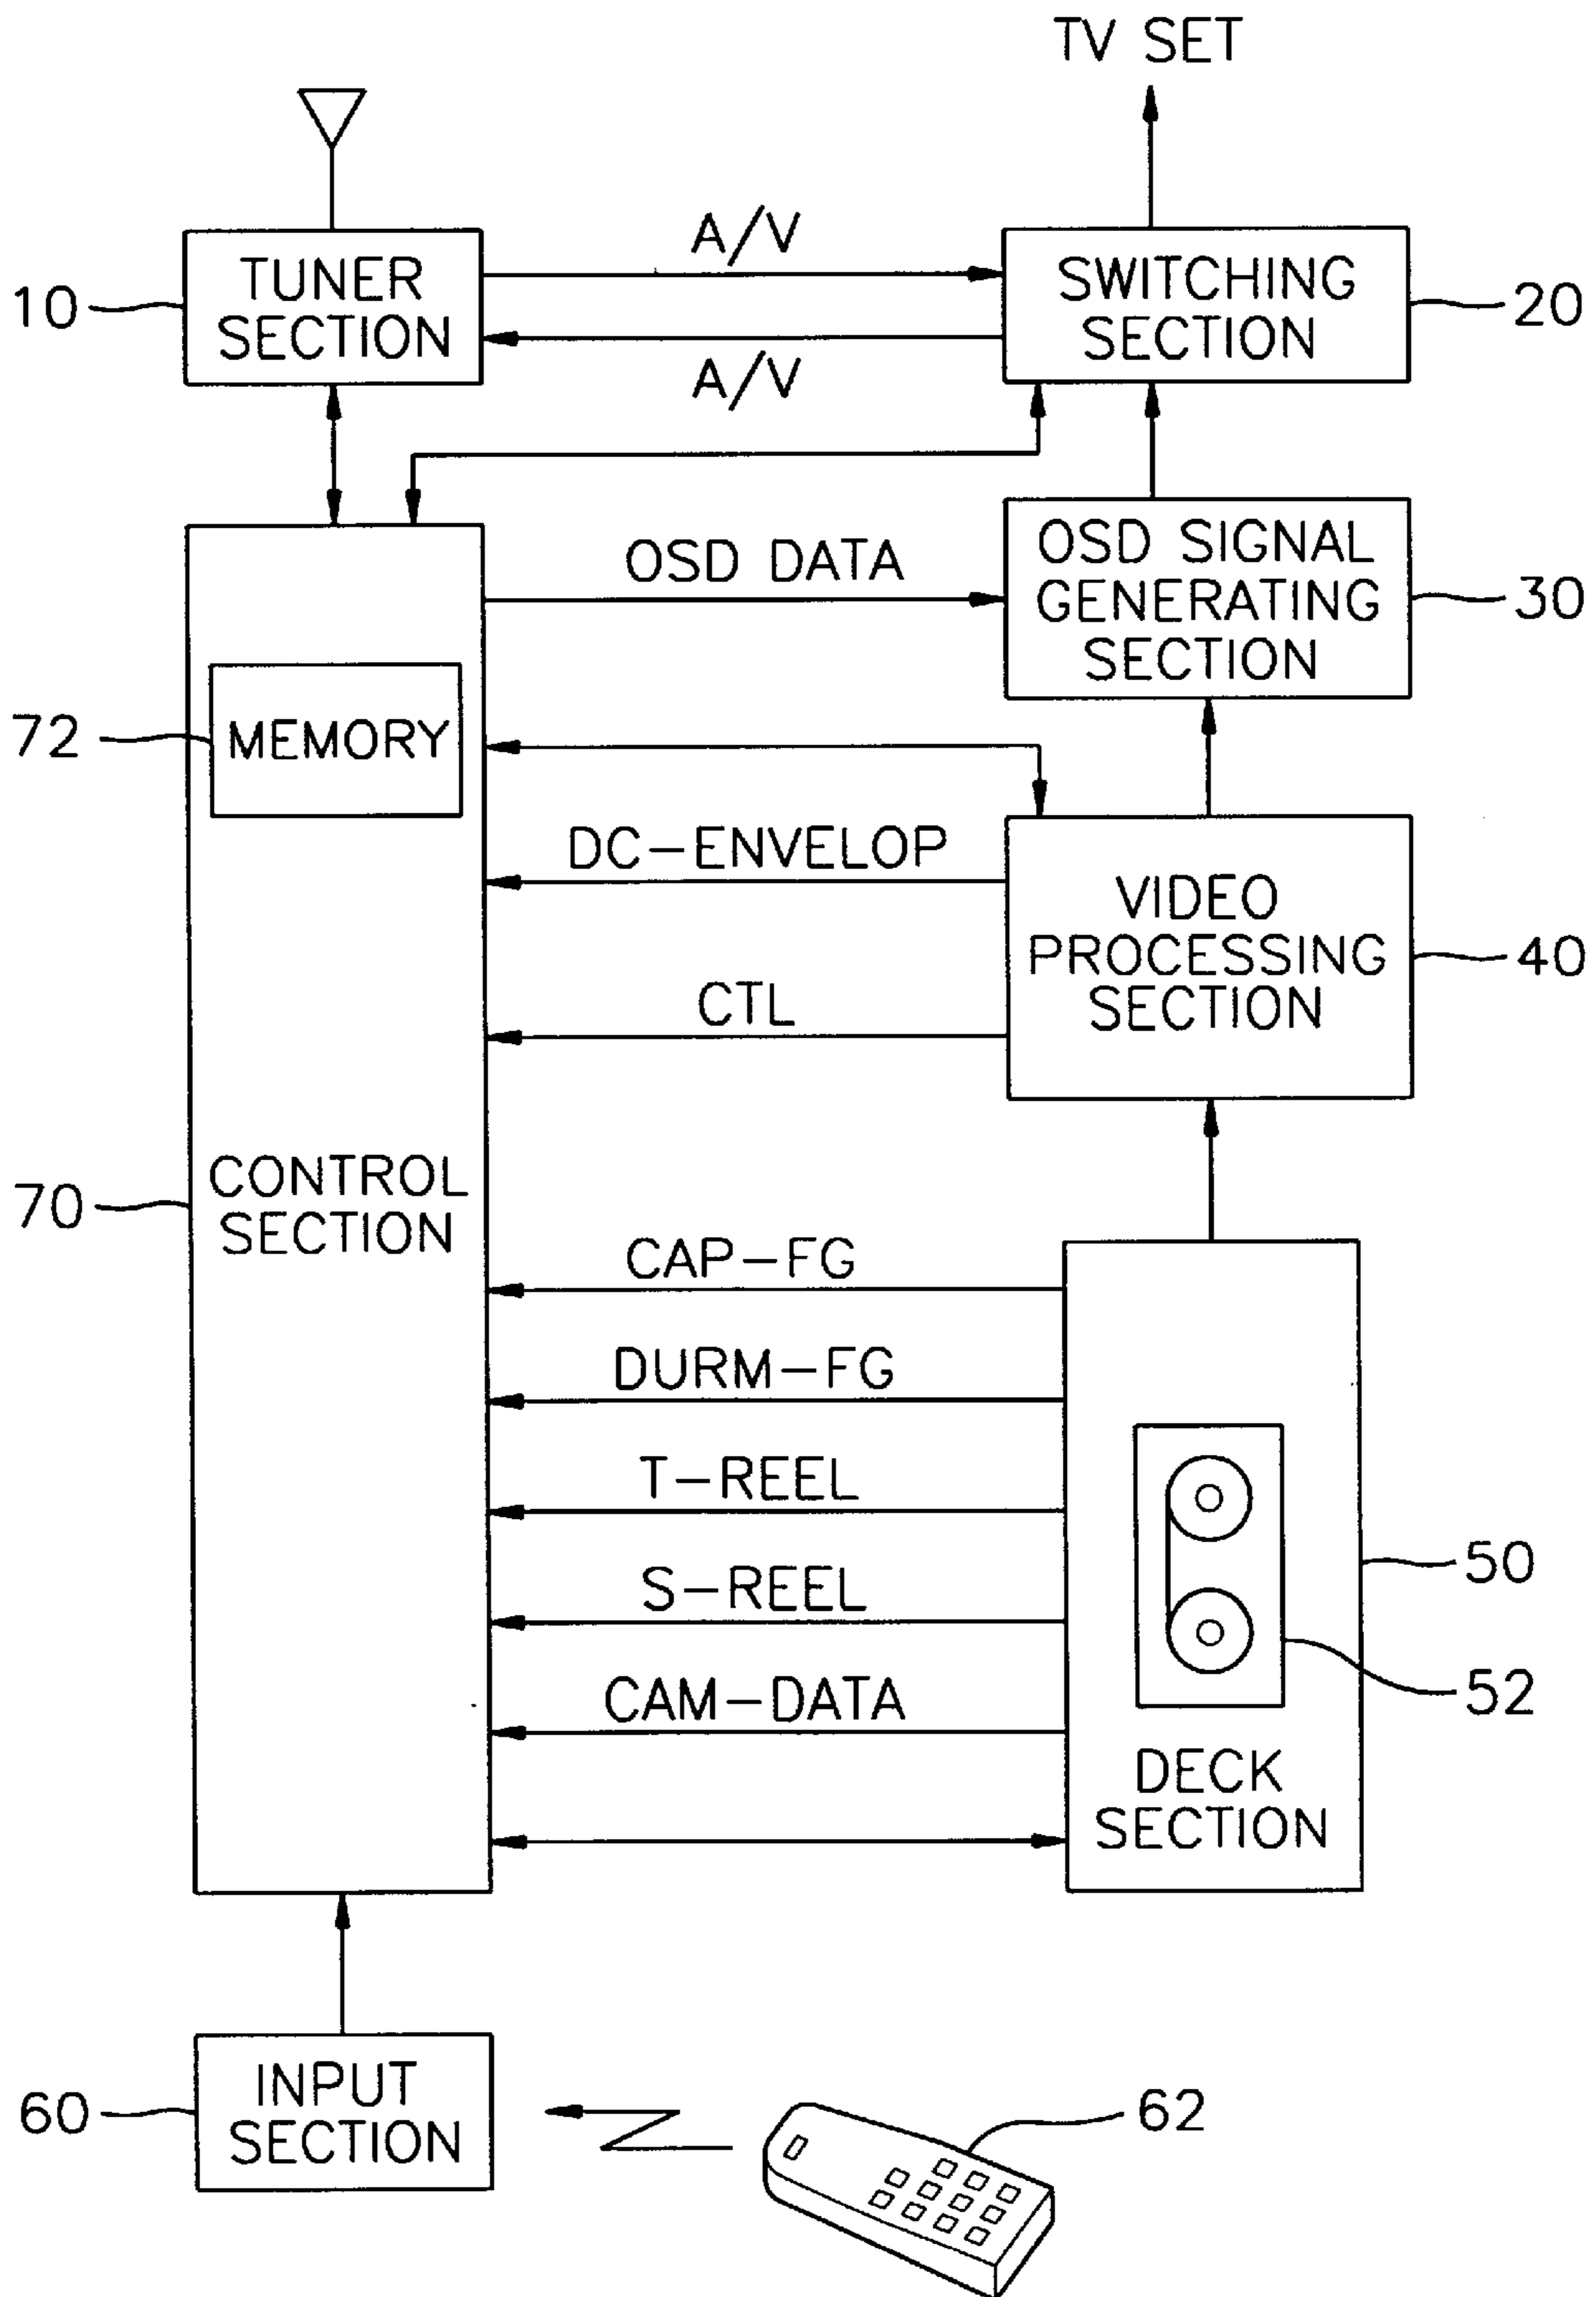 TV SET
A/V
TUNER
SECTION
10
SWITCHING
SECTION
20
A/V
OSD DATA
OSD SIGNAL
GENERATING
SECTION
30
72
MEMORY
DC-ENVELOP
VIDEO
PROCESSING
SECTION
40
CTL
CONTROL
SECTION
70
CAP-FG
DURM-FG
T-REEL
S-REEL
CAM-DATA
50
52
DECK
SECTION
INPUT
SECTION
60
62